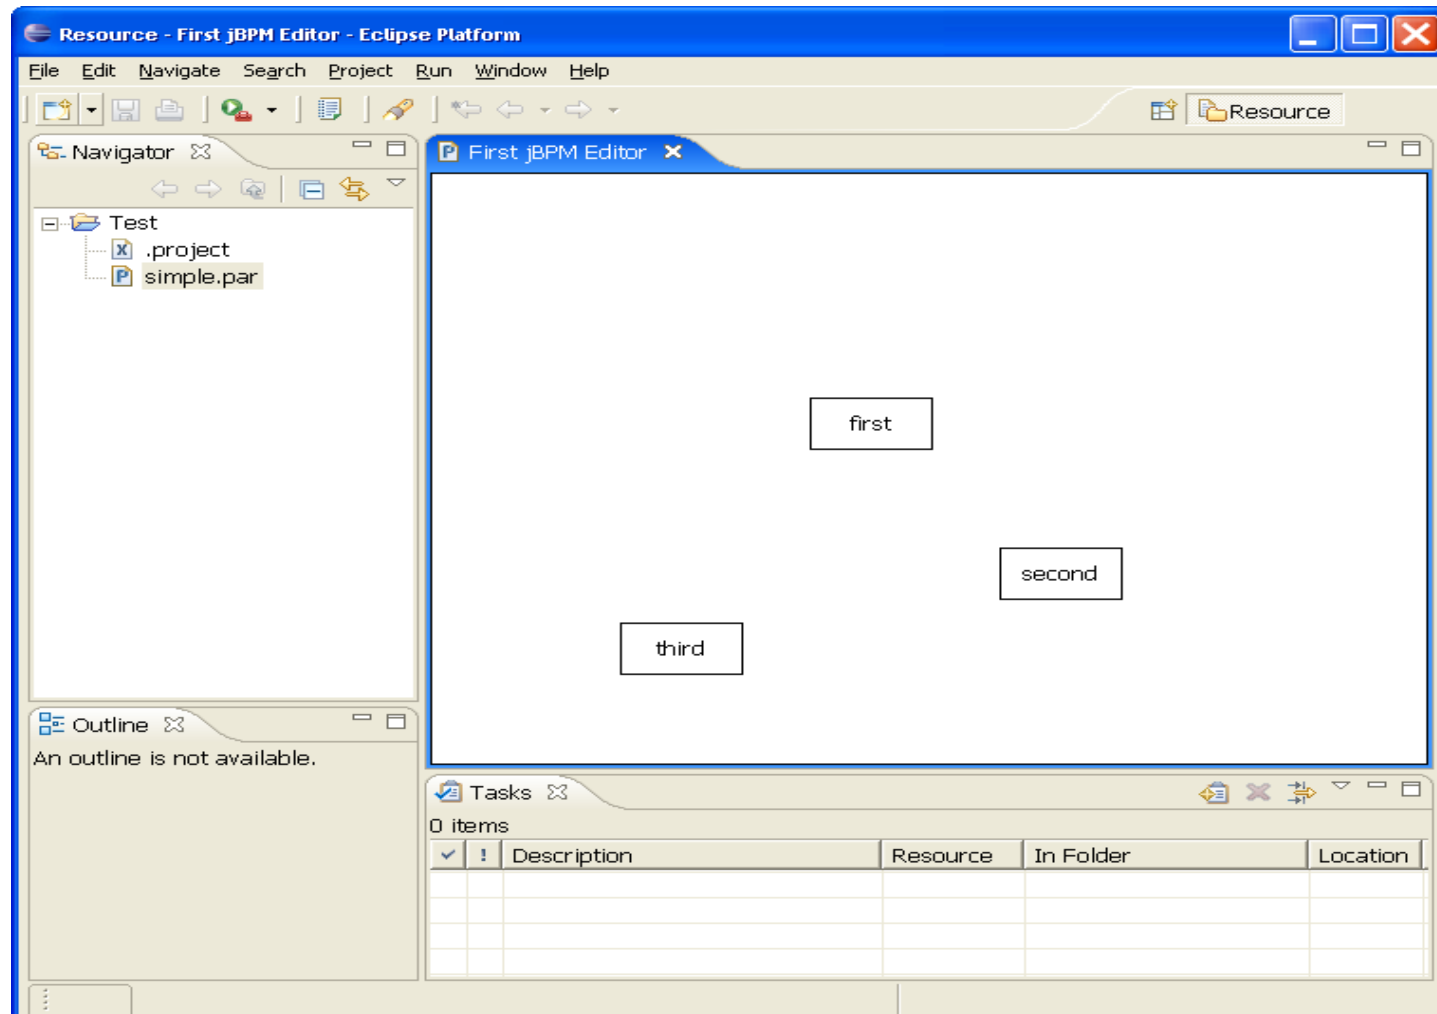 Resource - First jBPM Editor - Eclipse Platform
File Edit Navigate Search Project Run Window Help
Resource
Navigator
Test
.project
simple.par
First jBPM Editor
first
second
third
Outline
An outline is not available.
Tasks
0 items
! Description Resource In Folder Location